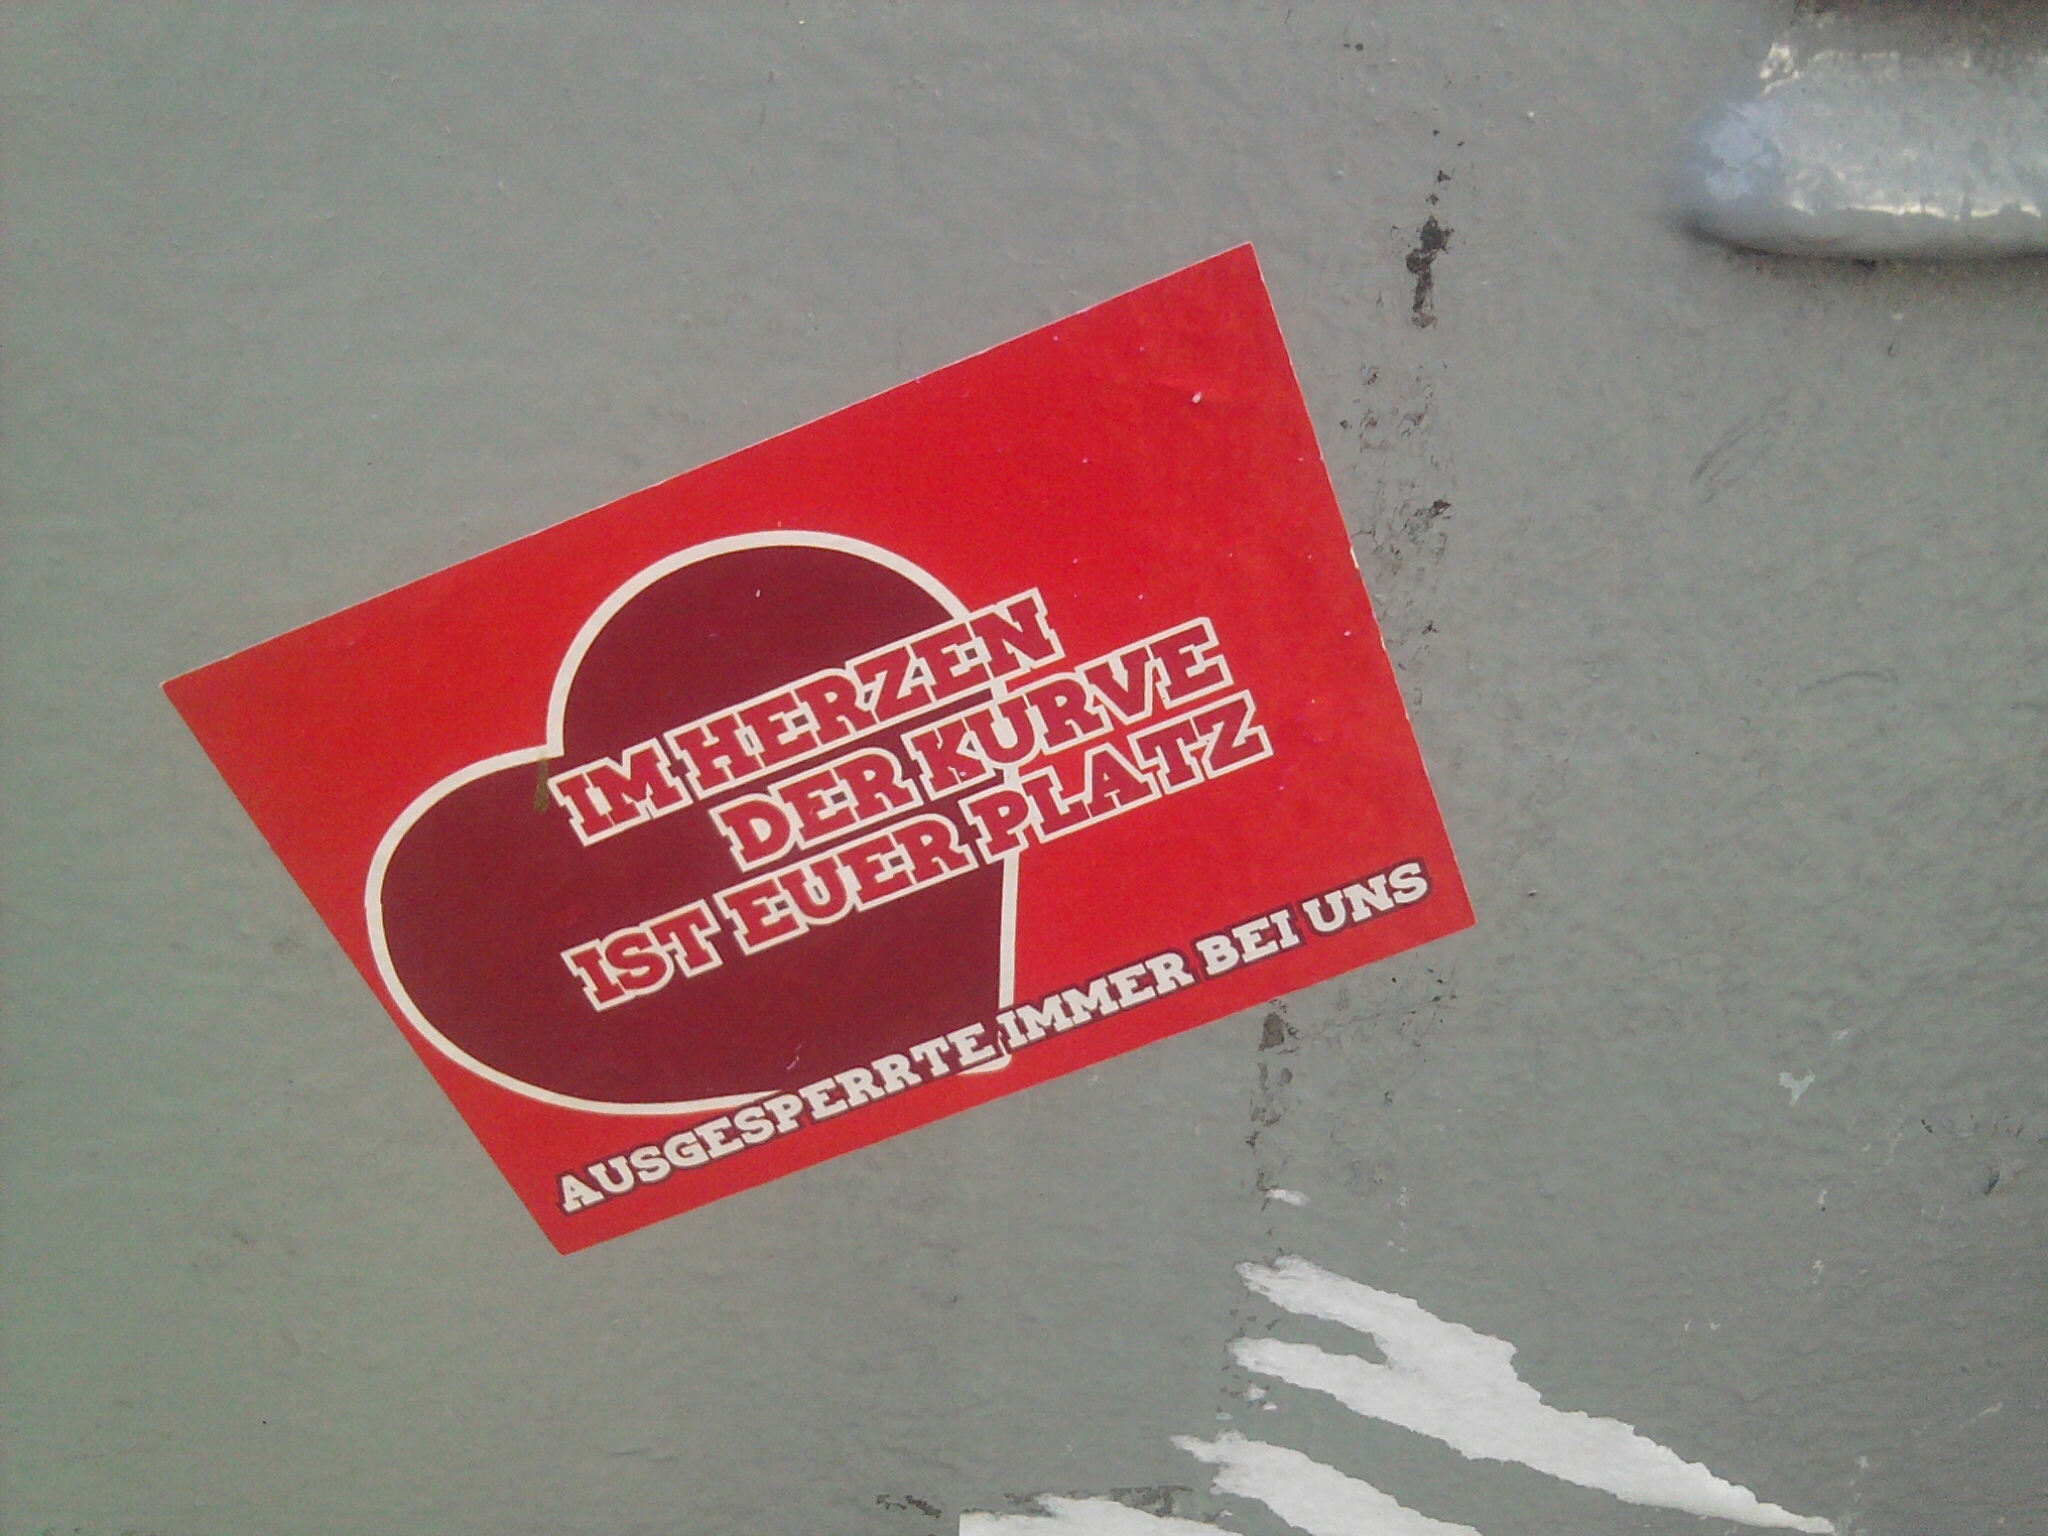 IM HERZEN
DER KURVE
IST EUER PLATZ
AUSGESPERRTE IMMER BEI UNS